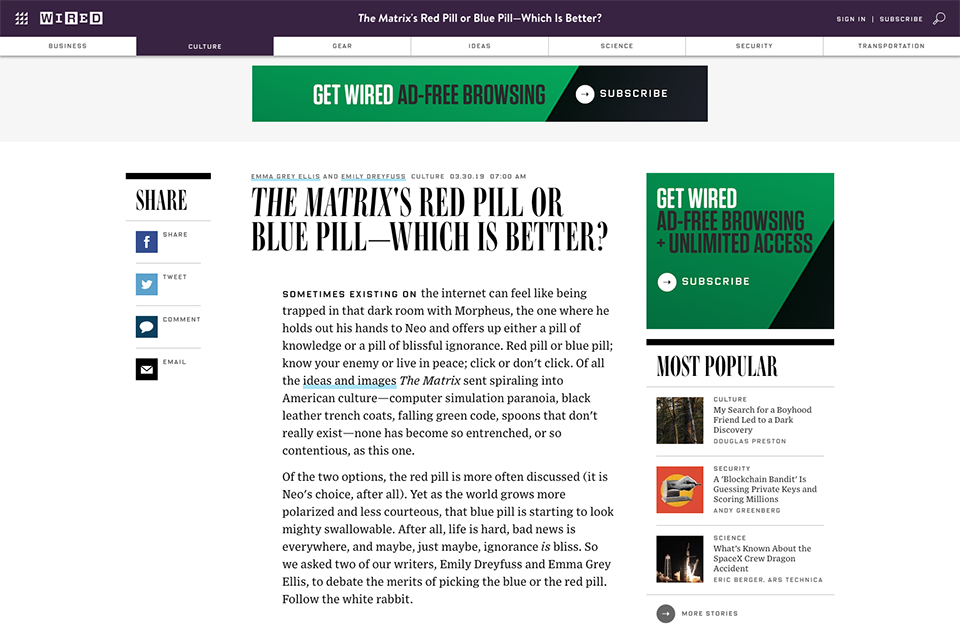 WIRED
The Matrix's Red Pill or Blue Pill—Which Is Better?
SIGN IN | SUBSCRIBE
BUSINESS
CULTURE
GEAR
IDEAS
SCIENCE
SECURITY
TRANSPORTATION
GET WIRED AD-FREE BROWSING
SUBSCRIBE
SHARE
SHARE
TWEET
COMMENT
EMAIL
EMMA GREY ELLIS AND EMILY DREYFUSS CULTURE 03.30.19 07:00 AM
THE MATRIX'S RED PILL OR
BLUE PILL—WHICH IS BETTER?
SOMETIMES EXISTING ON the internet can feel like being
trapped in that dark room with Morpheus, the one where he
holds out his hands to Neo and offers up either a pill of
knowledge or a pill of blissful ignorance. Red pill or blue pill;
know your enemy or live in peace; click or don't click. Of all
the ideas and images The Matrix sent spiraling into
American culture—computer simulation paranoia, black
leather trench coats, falling green code, spoons that don't
really exist—none has become so entrenched, or so
contentious, as this one.
Of the two options, the red pill is more often discussed (it is
Neo's choice, after all). Yet as the world grows more
polarized and less courteous, that blue pill is starting to look
mighty swallowable. After all, life is hard, bad news is
everywhere, and maybe, just maybe, ignorance is bliss. So
we asked two of our writers, Emily Dreyfuss and Emma Grey
Ellis, to debate the merits of picking the blue or the red pill.
Follow the white rabbit.
GET WIRED
AD-FREE BROWSING
+ UNLIMITED ACCESS
SUBSCRIBE
MOST POPULAR
CULTURE
My Search for a Boyhood
Friend Led to a Dark
Discovery
DOUGLAS PRESTON
SECURITY
A 'Blockchain Bandit' Is
Guessing Private Keys and
Scoring Millions
ANDY GREENBERG
SCIENCE
What's Known About the
SpaceX Crew Dragon
Accident
ERIC BERGER, ARS TECHNICA
MORE STORIES